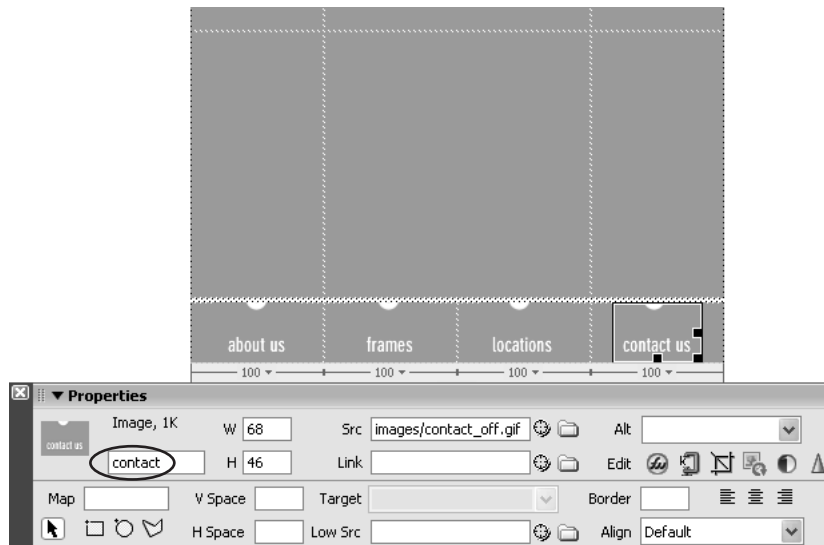 about us frames locations contact us
100 100 100 100
Properties
Image, 1K W 68 Src images/contact_off.gif Alt
contact us
contact H 46 Link Edit
Map V Space Target Border
H Space Low Src Align Default